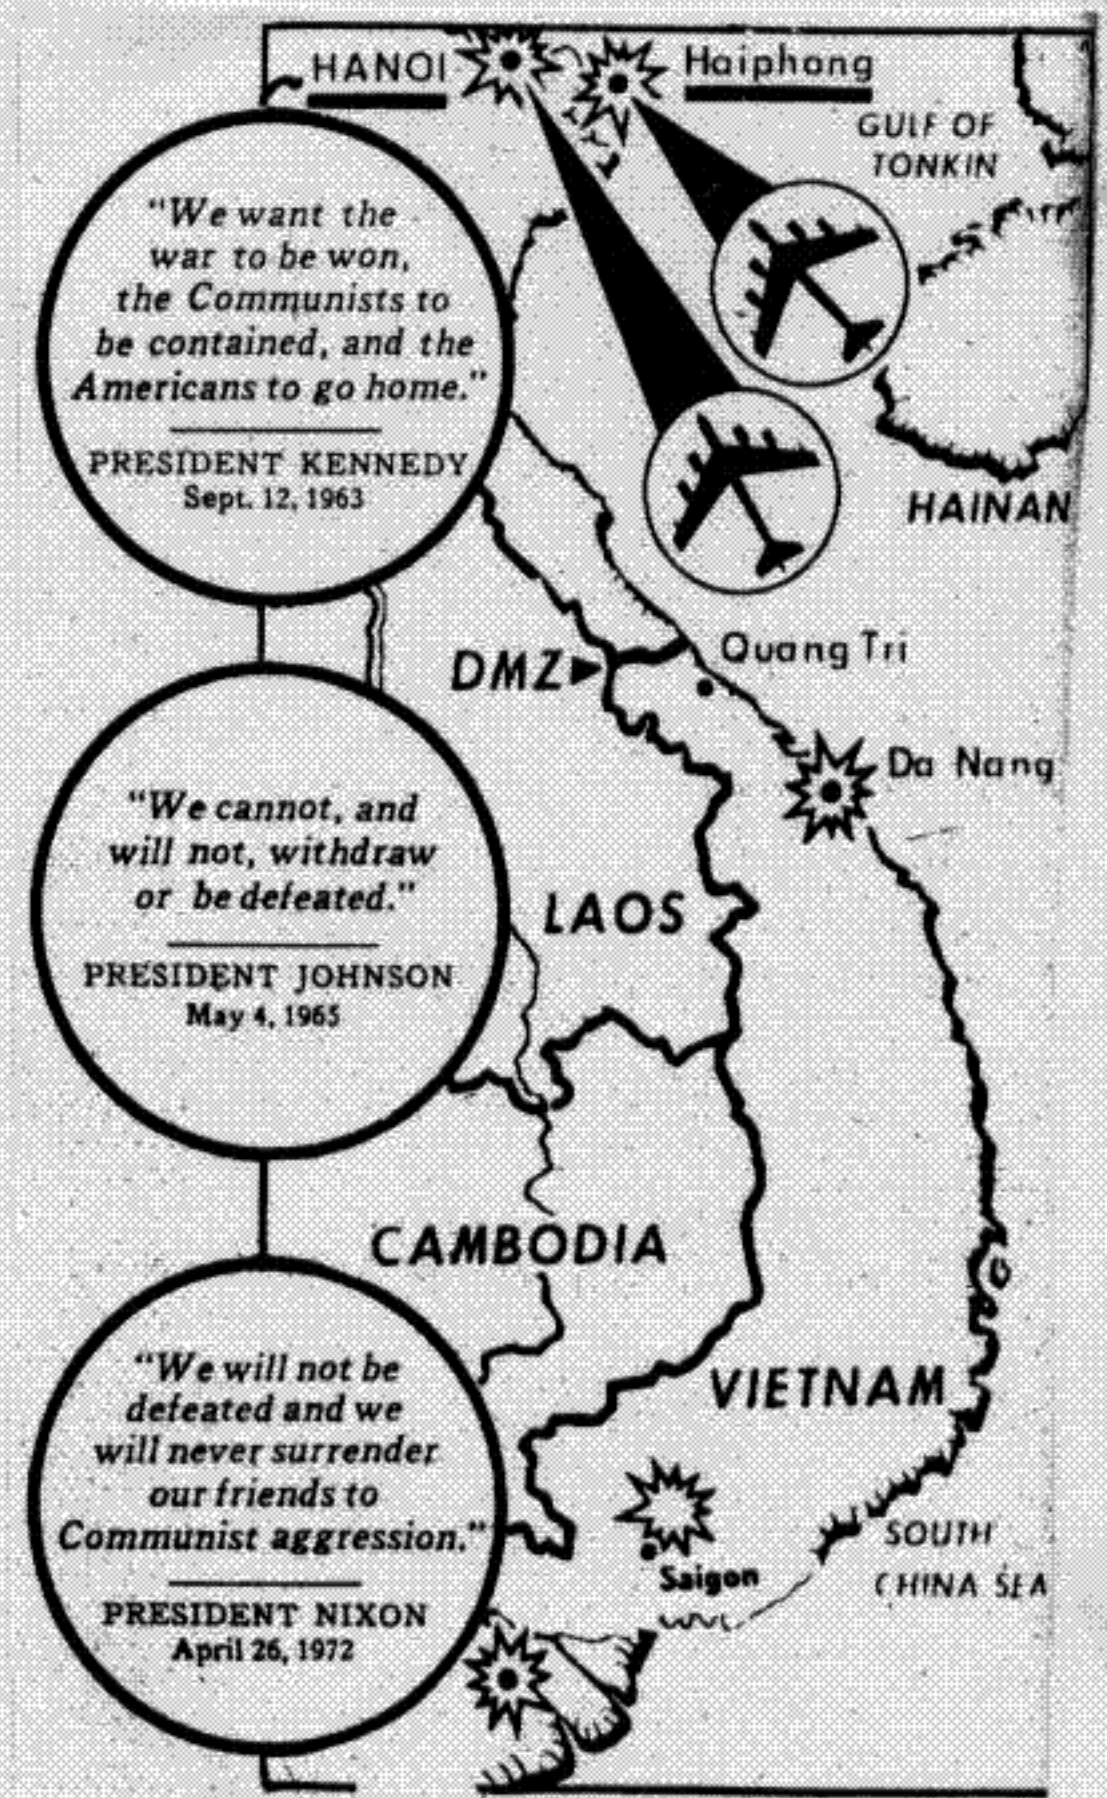 HANOI
Haiphong
GULF OF
TONKIN
"We want the
war to be won,
the Communists to
be contained, and the
Americans to go home."
PRESIDENT KENNEDY
Sept. 12, 1963
HAINAN
DMZ
Quang Tri
Da Nang
"We cannot, and
will not, withdraw
or be defeated."
PRESIDENT JOHNSON
May 4, 1965
LAOS
CAMBODIA
"We will not be
defeated and we
will never surrender
our friends to
Communist aggression."
PRESIDENT NIXON
April 26, 1972
VIETNAM
Saigon
SOUTH
CHINA SEA